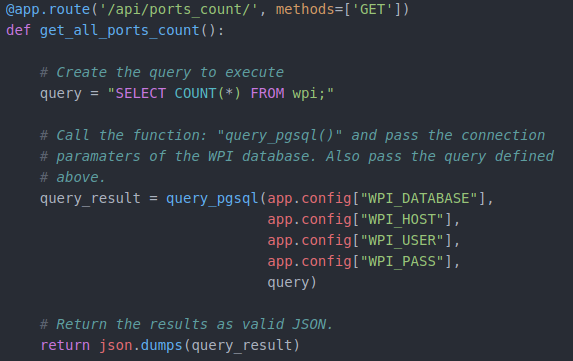 @app.route('/api/ports_count/', methods=['GET'])
def get_all_ports_count():
# Create the query to execute
query = "SELECT COUNT(*) FROM wpi;"
# Call the function: "query_pgsql()" and pass the connection
# paramaters of the WPI database. Also pass the query defined
# above.
query_result = query_pgsql(app.config["WPI_DATABASE"],
app.config["WPI_HOST"],
app.config["WPI_USER"],
app.config["WPI_PASS"],
query)
# Return the results as valid JSON.
return json.dumps(query_result)